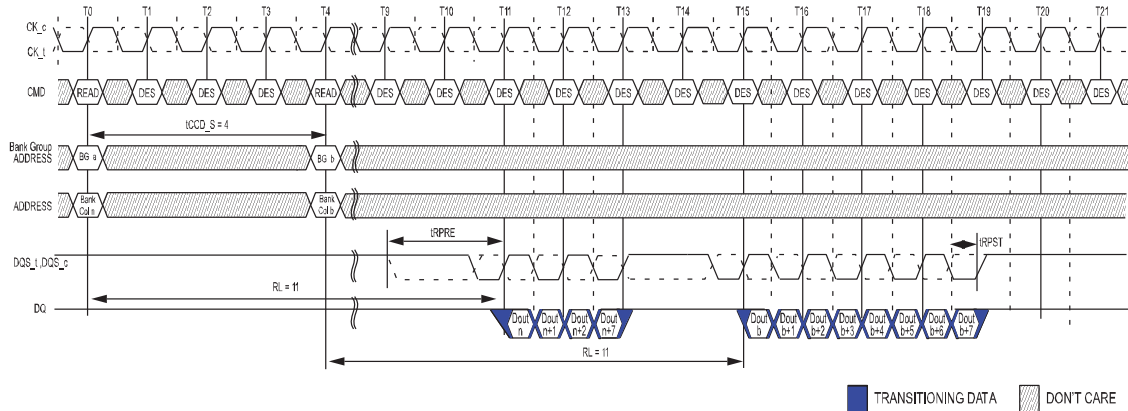 T0 T1 T2 T3 T4 T9 T10 T11 T12 T13 T14 T15 T16 T17 T18 T19 T20 T21
CK_c
CK_t
CMD READ DES DES DES READ DES DES DES DES DES DES DES DES DES DES DES DES DES
tCCD_S = 4
Bank Group
ADDRESS BG a BG b
ADDRESS Bank Col n Bank Col b
tRPRE tRPST
DQS_t ,DQS_c
RL = 11
DQ
Dout n Dout n+1 Dout n+2 Dout n+7 Dout b Dout b+1 Dout b+2 Dout b+3 Dout b+4 Dout b+5 Dout b+6 Dout b+7
RL = 11
TRANSITIONING DATA DON'T CARE